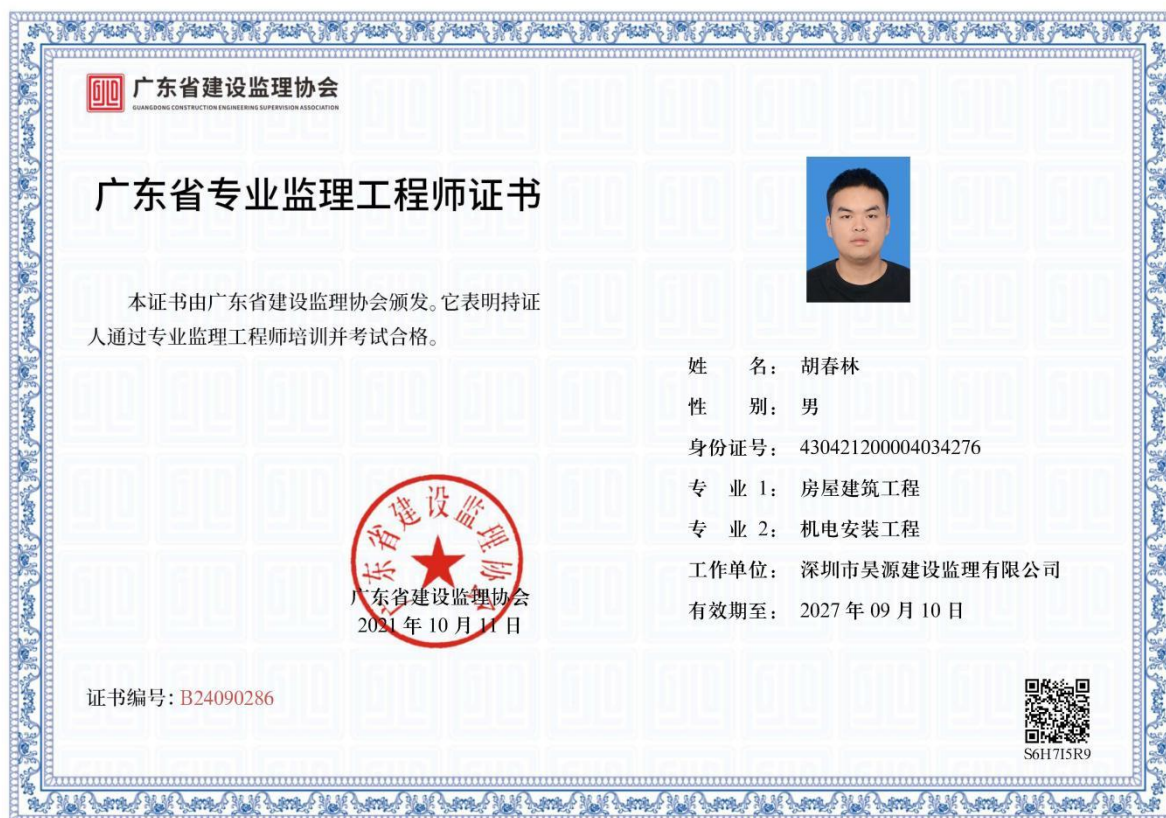 广东省建设监理协会
GUANGDONG CONSTRUCTION ENGINEERING SUPERVISION ASSOCIATION
广东省专业监理工程师证书
本证书由广东省建设监理协会颁发。它表明持证
人通过专业监理工程师培训并考试合格。
姓 名： 胡春林
性 别： 男
身份证号： 430421200004034276
专 业 1： 房屋建筑工程
专 业 2： 机电安装工程
工作单位： 深圳市昊源建设监理有限公司
有效期至： 2027 年 09 月 10 日
广东省建设监理协会
广东省建设监理协会
2021 年 10 月 11 日
证书编号：B24090286
S6H7I5R9